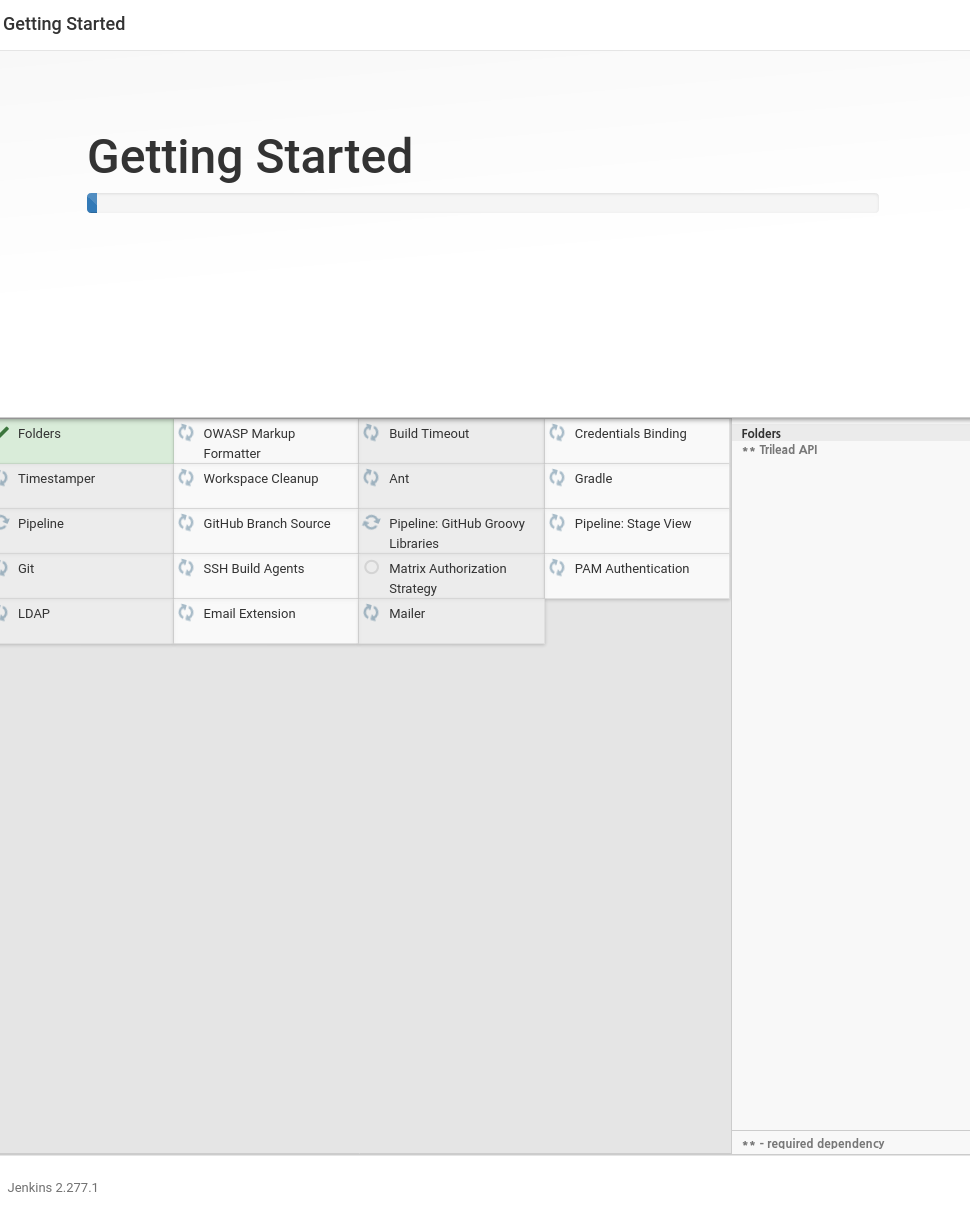 Getting Started
Getting Started
Folders
OWASP Markup
Formatter
Build Timeout
Credentials Binding
Timestamper
Workspace Cleanup
Ant
Gradle
Pipeline
GitHub Branch Source
Pipeline: GitHub Groovy
Libraries
Pipeline: Stage View
Git
SSH Build Agents
Matrix Authorization
Strategy
PAM Authentication
LDAP
Email Extension
Mailer
Folders
** Trilead API
** - required dependency
Jenkins 2.277.1